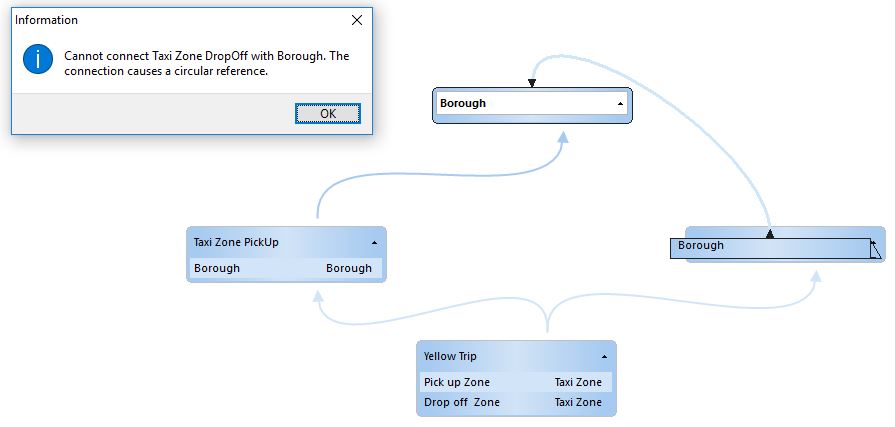 Information
Cannot connect Taxi Zone DropOff with Borough. The
connection causes a circular reference.
OK
Borough
Taxi Zone PickUp
Borough Borough
Borough
Yellow Trip
Pick up Zone Taxi Zone
Drop off Zone Taxi Zone